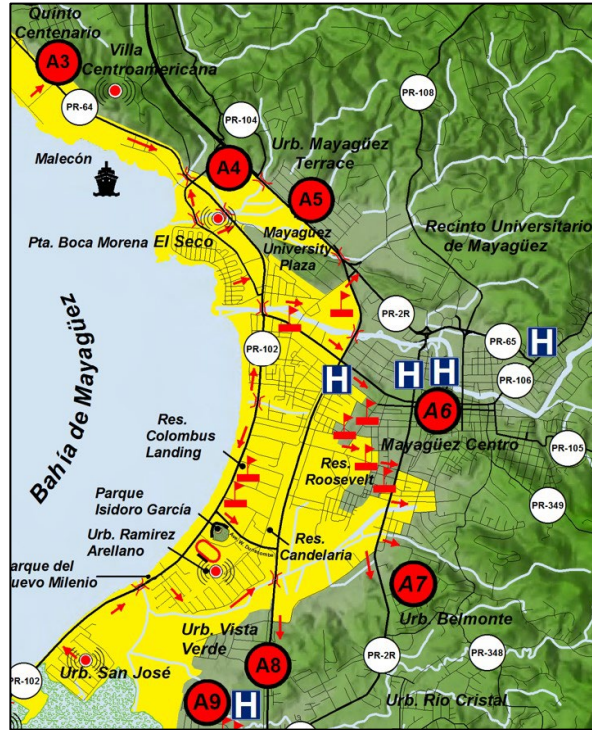 Quinto
Centenario
A3
Villa
Centroamericana
PR-64
PR-104
PR-108
Malecón
A4
Urb. Mayagüez
Terrace
A5
Recinto Universitario
de Mayagüez
Pta. Boca Morena
El Seco
Mayagüez
University
Plaza
PR-2R
PR-65
H
PR-102
H
H
H
PR-106
A6
Mayagüez Centro
PR-105
Bahía de Mayagüez
Res.
Colombus
Landing
Res.
Roosevelt
PR-349
Parque
Isidoro García
Urb. Ramirez
Arellano
Res.
Candelaria
arque del
uevo Milenio
A7
Urb. Belmonte
Urb. Vista
Verde
A8
PR-2R
PR-348
Urb. San José
PR-102
A9
H
Urb. Río Cristal